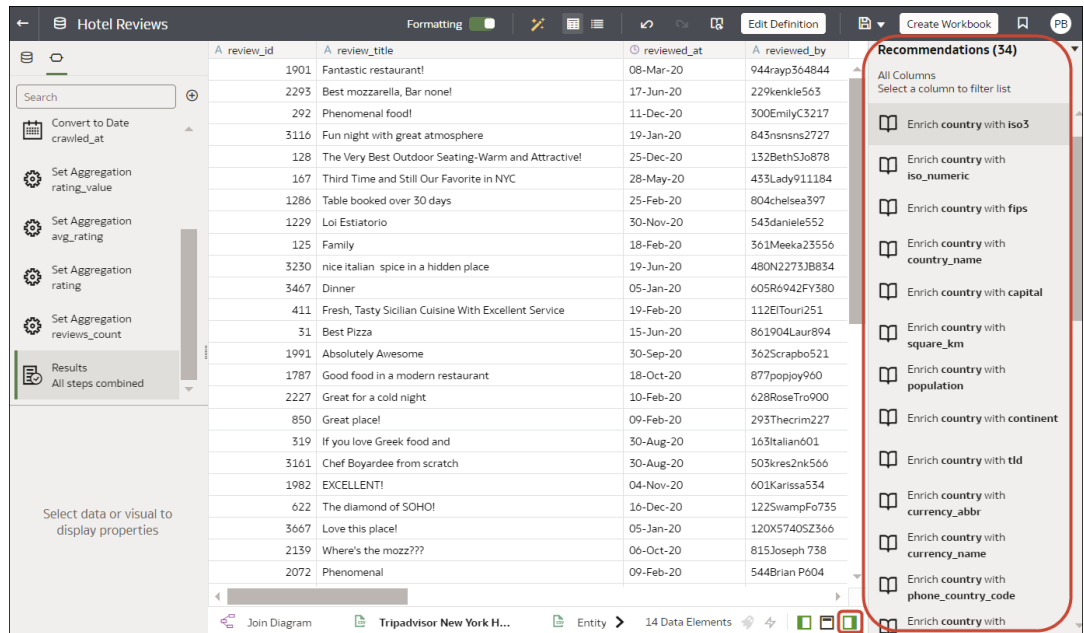 Hotel Reviews
Formatting
Edit Definition
Create Workbook
PB
Search
Convert to Date
crawled_at
Set Aggregation
rating_value
Set Aggregation
avg_rating
Set Aggregation
rating
Set Aggregation
reviews_count
Results
All steps combined
Select data or visual to
display properties
A review_id A review_title reviewed_at A reviewed_by
1901 Fantastic restaurant! 08-Mar-20 944rayp364844
2293 Best mozzarella, Bar none! 17-Jun-20 229kenkle563
292 Phenomenal food! 11-Dec-20 300EmilyC3217
3116 Fun night with great atmosphere 19-Jan-20 843nsnsns2727
128 The Very Best Outdoor Seating-Warm and Attractive! 25-Dec-20 132BethSJo878
167 Third Time and Still Our Favorite in NYC 28-May-20 433Lady911184
1286 Table booked over 30 days 25-Feb-20 804chelsea397
1229 Loi Estiatorio 30-Nov-20 543daniele552
125 Family 18-Feb-20 361Meeka23556
3230 nice italian spice in a hidden place 19-Jun-20 480N2273JB834
3467 Dinner 05-Jan-20 605R6942FY380
411 Fresh, Tasty Sicilian Cuisine With Excellent Service 19-Feb-20 112ElTouri251
31 Best Pizza 15-Jun-20 861904Laur894
1991 Absolutely Awesome 30-Sep-20 362Scrapbo521
1787 Good food in a modern restaurant 18-Oct-20 877popjoy960
2227 Great for a cold night 10-Feb-20 628RoseTro900
850 Great place! 09-Feb-20 293Thecrim227
319 If you love Greek food and 30-Aug-20 163Italian601
3161 Chef Boyardee from scratch 30-Aug-20 503kres2nk566
1982 EXCELLENT! 04-Nov-20 601Karissa534
622 The diamond of SOHO! 16-Dec-20 122SwampFo735
3667 Love this place! 05-Jan-20 120X5740SZ366
2139 Where's the mozz??? 06-Oct-20 815Joseph 738
2072 Phenomenal 09-Feb-20 544Brian P604
Join Diagram Tripadvisor New York H... Entity 14 Data Elements
Recommendations (34)
All Columns
Select a column to filter list
Enrich country with iso3
Enrich country with
iso_numeric
Enrich country with fips
Enrich country with
country_name
Enrich country with capital
Enrich country with
square_km
Enrich country with
population
Enrich country with continent
Enrich country with tld
Enrich country with
currency_abbr
Enrich country with
currency_name
Enrich country with
phone_country_code
Enrich country with